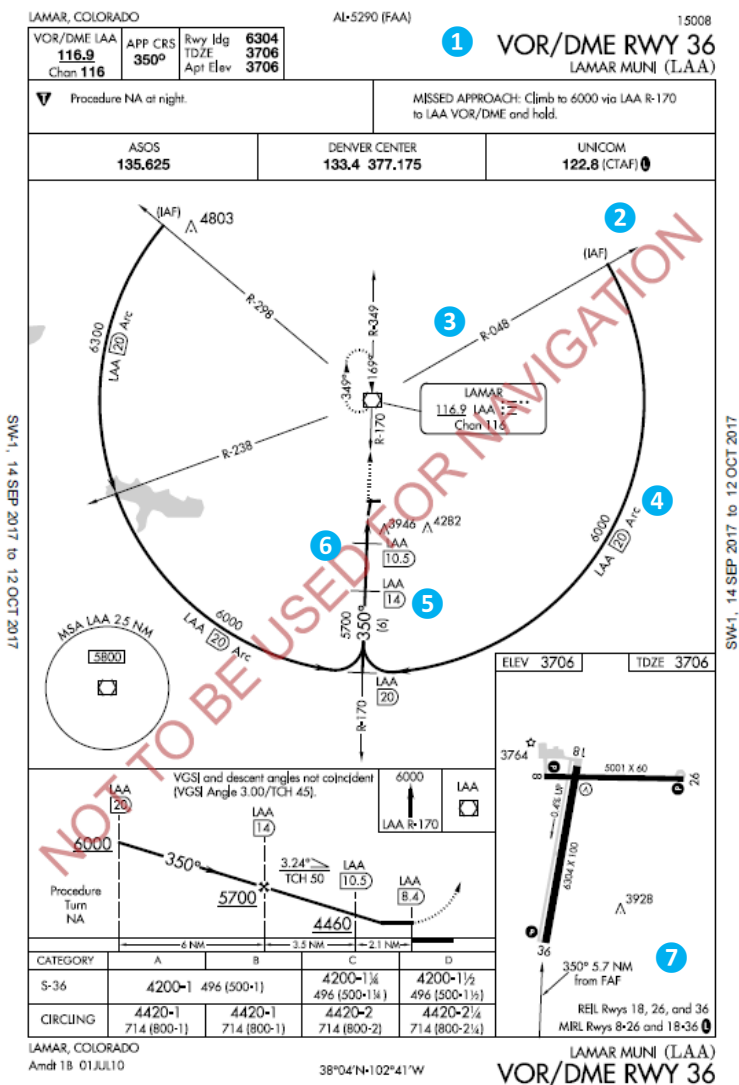 LAMAR, COLORADO
AL-5290 (FAA)
15008
VOR/DME LAA
116.9
Chan 116
APP CRS
350°
Rwy ldg 6304
TDZE 3706
Apt Elev 3706
1
VOR/DME RWY 36
LAMAR MUNI (LAA)
T
Procedure NA at night.
MISSED APPROACH: Climb to 6000 via LAA R-170
to LAA VOR/DME and hold.
ASOS
135.625
DENVER CENTER
133.4 377.175
UNICOM
122.8 (CTAF) L
(IAF)
4803
2
(IAF)
R-298
R-349
3
R-048
6300
LAA 20 Arc
349°
169°
LAMAR
116.9 LAA
Chan 116
R-170
R-238
4
6000
LAA 20 Arc
3946
4282
6
LAA
10.5
LAA
14
5
5700
350°
(6)
6000
LAA 20 Arc
LAA
20
R-170
MSA LAA 25 NM
5800
NOT TO BE USED FOR NAVIGATION
SW-1, 14 SEP 2017 to 12 OCT 2017
SW-1, 14 SEP 2017 to 12 OCT 2017
ELEV 3706
TDZE 3706
3764
18
P
8
5001 X 60
26
P
V
0.4% UP
6304 X 100
3928
P
36
7
350° 5.7 NM
from FAF
REIL Rwys 18, 26, and 36
MIRL Rwys 8-26 and 18-36 L
VGSI and descent angles not coincident
(VGSI Angle 3.00/TCH 45).
6000
LAA R-170
LAA
LAA
20
LAA
14
6000
350°
3.24°
TCH 50
LAA
10.5
LAA
8.4
Procedure
Turn
NA
5700
4460
6 NM
3.5 NM
2.1 NM
CATEGORY
A
B
C
D
S-36
4200-1 496 (500-1)
4200-1¼
496 (500-1¼)
4200-1½
496 (500-1½)
CIRCLING
4420-1
714 (800-1)
4420-1
714 (800-1)
4420-2
714 (800-2)
4420-2¼
714 (800-2¼)
LAMAR, COLORADO
Amdt 1B 01JUL10
38°04'N-102°41'W
LAMAR MUNI (LAA)
VOR/DME RWY 36